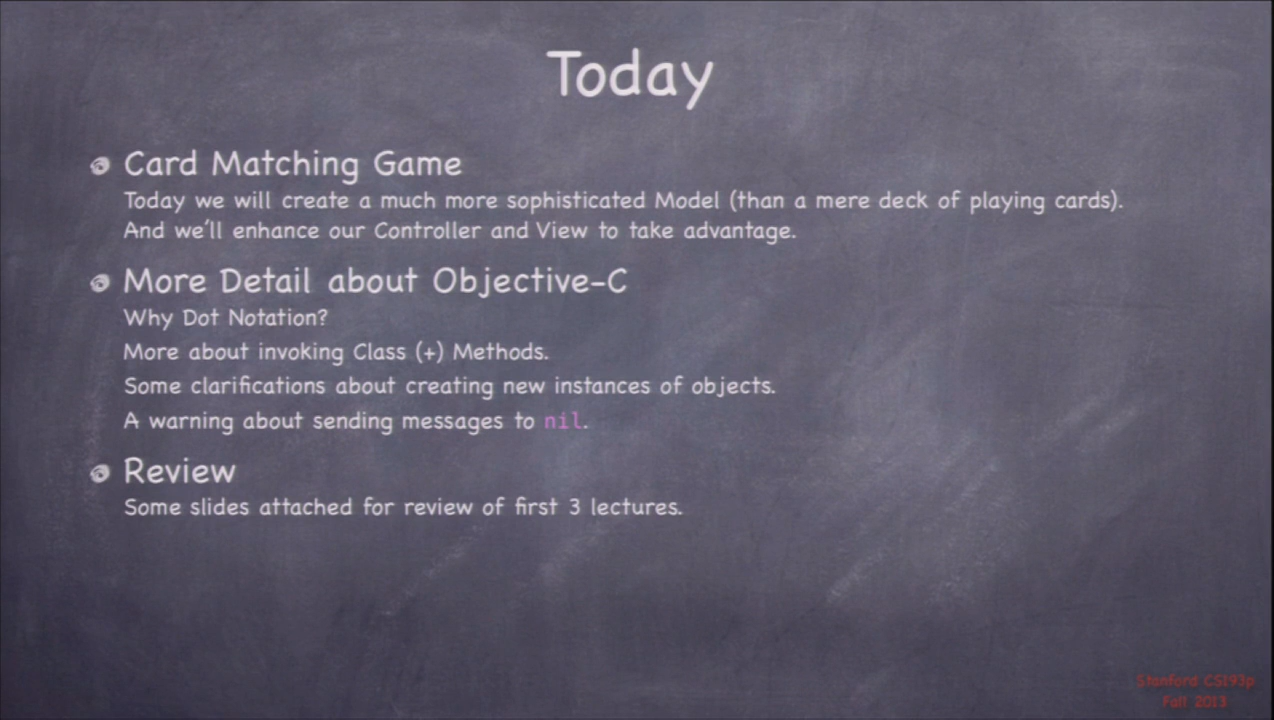 Today
Card Matching Game
Today we will create a much more sophisticated Model (than a mere deck of playing cards).
And we'll enhance our Controller and View to take advantage.
More Detail about Objective-C
Why Dot Notation?
More about invoking Class (+) Methods.
Some clarifications about creating new instances of objects.
A warning about sending messages to nil.
Review
Some slides attached for review of first 3 lectures.
Stanford CS193p
Fall 2013